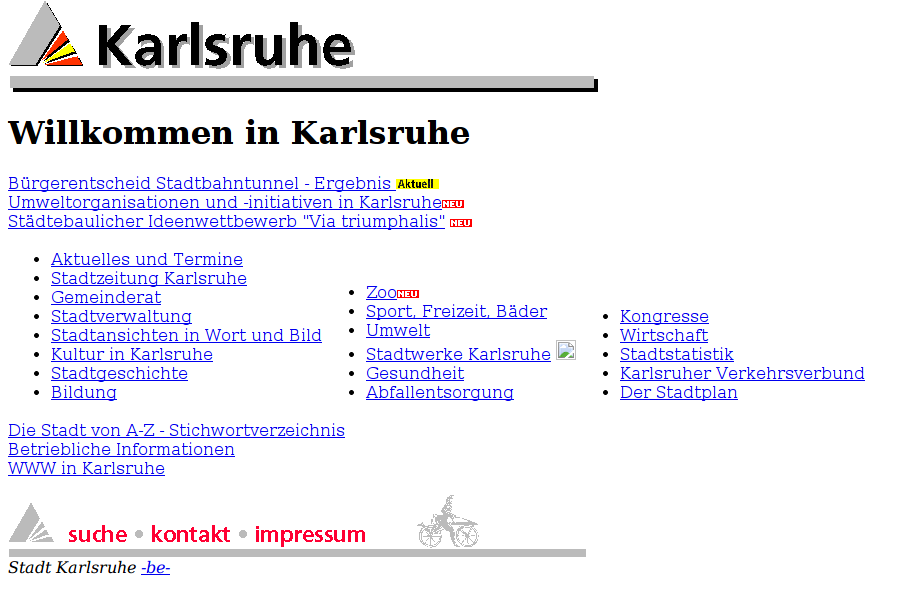 Karlsruhe
Willkommen in Karlsruhe
Bürgerentscheid Stadtbahntunnel - Ergebnis Aktuell
Umweltorganisationen und -initiativen in Karlsruhe NEU
Städtebaulicher Ideenwettbewerb "Via triumphalis" NEU
Aktuelles und Termine
Stadtzeitung Karlsruhe
Gemeinderat
Stadtverwaltung
Stadtansichten in Wort und Bild
Kultur in Karlsruhe
Stadtgeschichte
Bildung
Zoo NEU
Sport, Freizeit, Bäder
Umwelt
Stadtwerke Karlsruhe
Gesundheit
Abfallentsorgung
Kongresse
Wirtschaft
Stadtstatistik
Karlsruher Verkehrsverbund
Der Stadtplan
Die Stadt von A-Z - Stichwortverzeichnis
Betriebliche Informationen
WWW in Karlsruhe
suche • kontakt • impressum
Stadt Karlsruhe -be-